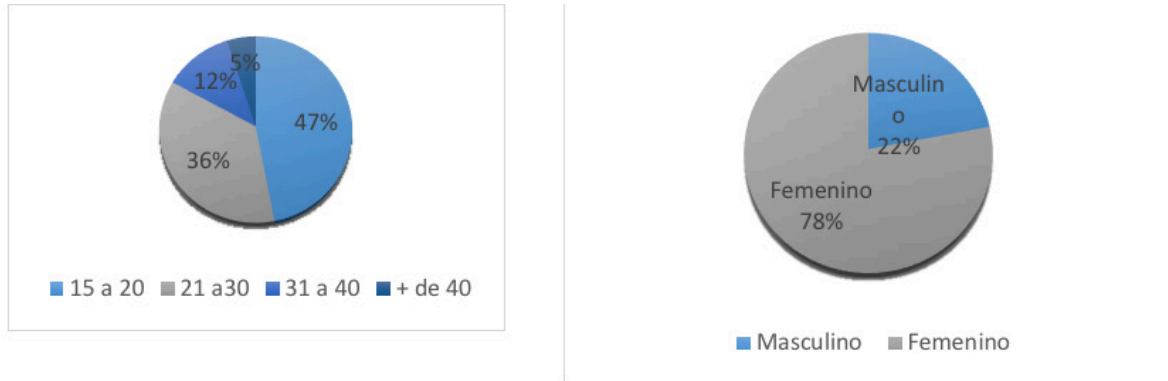 5%
12%
47%
36%
15 a 20 21 a30 31 a 40 + de 40
Masculin
o
22%
Femenino
78%
Masculino Femenino